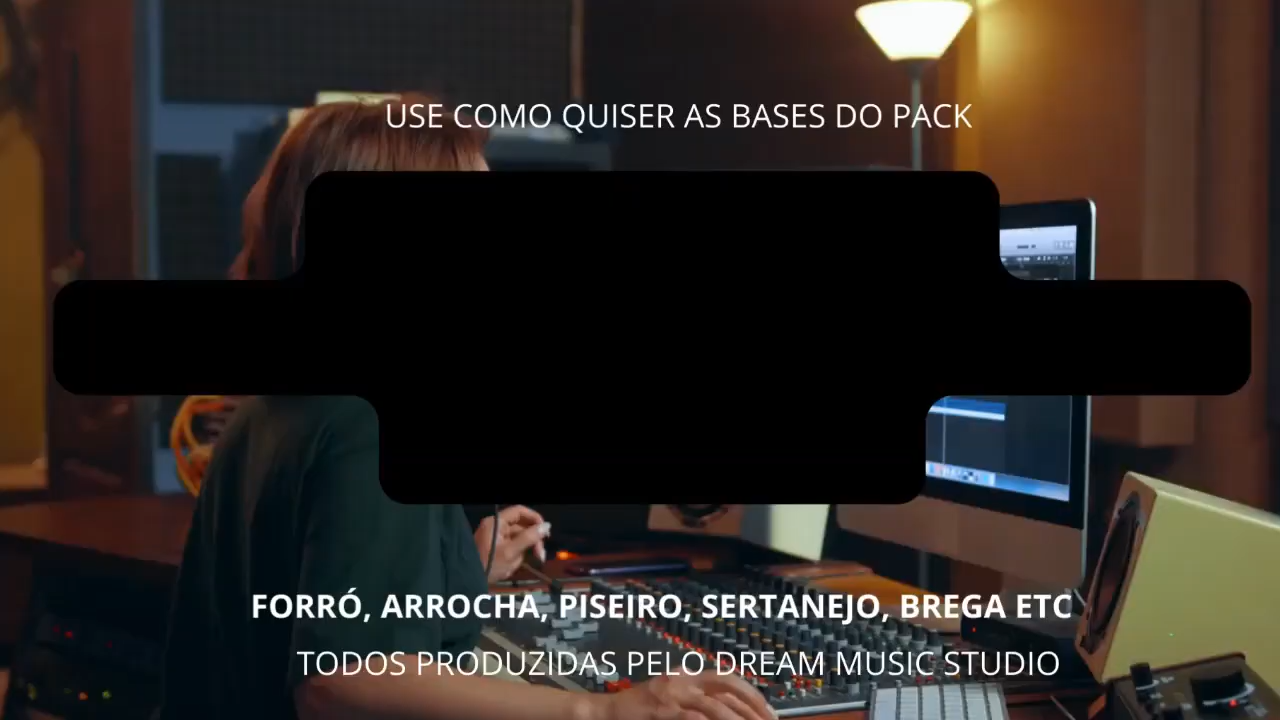 USE COMO QUISER AS BASES DO PACK
FORRÓ, ARROCHA, PISEIRO, SERTANEJO, BREGA ETC
TODOS PRODUZIDAS PELO DREAM MUSIC STUDIO